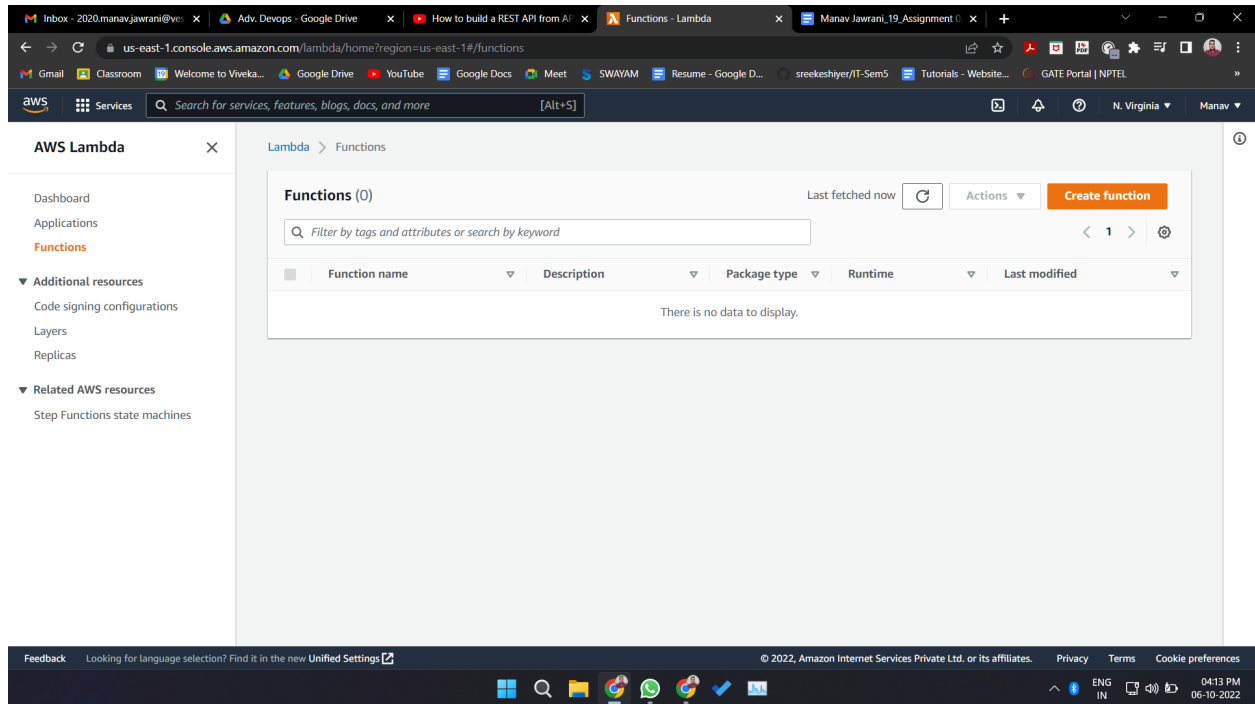 Inbox - 2020.manav.jawrani@ves Adv. Devops - Google Drive How to build a REST API from AP Functions - Lambda Manav Jawrani_19_Assignment 0
us-east-1.console.aws.amazon.com/lambda/home?region=us-east-1#/functions
Gmail Classroom Welcome to Viveka... Google Drive YouTube Google Docs Meet SWAYAM Resume - Google D... sreekeshiyer/IT-Sem5 Tutorials - Website... GATE Portal | NPTEL »
aws Services Search for services, features, blogs, docs, and more [Alt+S] N. Virginia Manav
AWS Lambda
Lambda > Functions
Dashboard
Applications
Functions
Additional resources
Code signing configurations
Layers
Replicas
Related AWS resources
Step Functions state machines
Functions (0) Last fetched now Actions Create function
Filter by tags and attributes or search by keyword 1
Function name Description Package type Runtime Last modified
There is no data to display.
Feedback Looking for language selection? Find it in the new Unified Settings © 2022, Amazon Internet Services Private Ltd. or its affiliates. Privacy Terms Cookie preferences
ENG IN 04:13 PM
06-10-2022